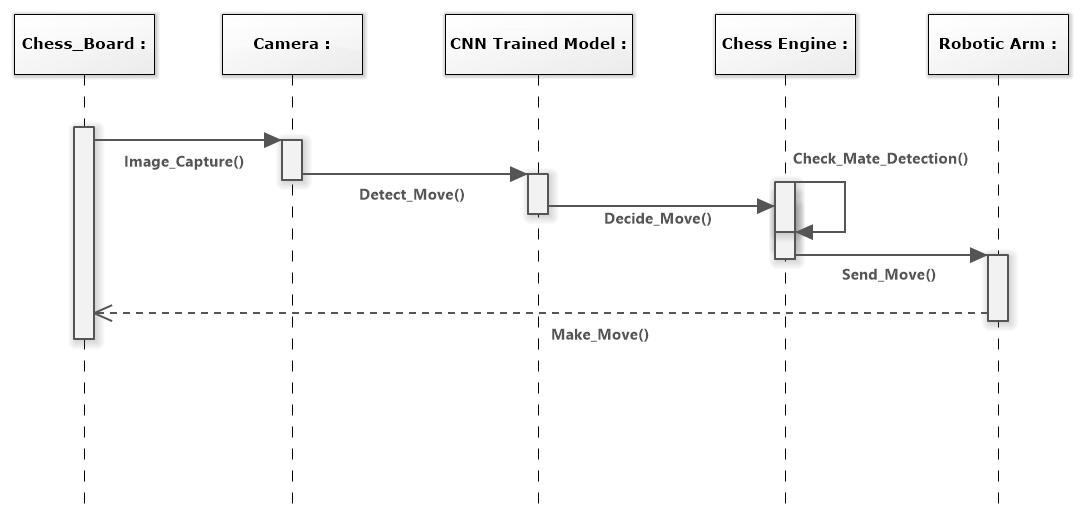 Chess_Board :
Camera :
CNN Trained Model :
Chess Engine :
Robotic Arm :
Image_Capture()
Detect_Move()
Decide_Move()
Check_Mate_Detection()
Send_Move()
Make_Move()